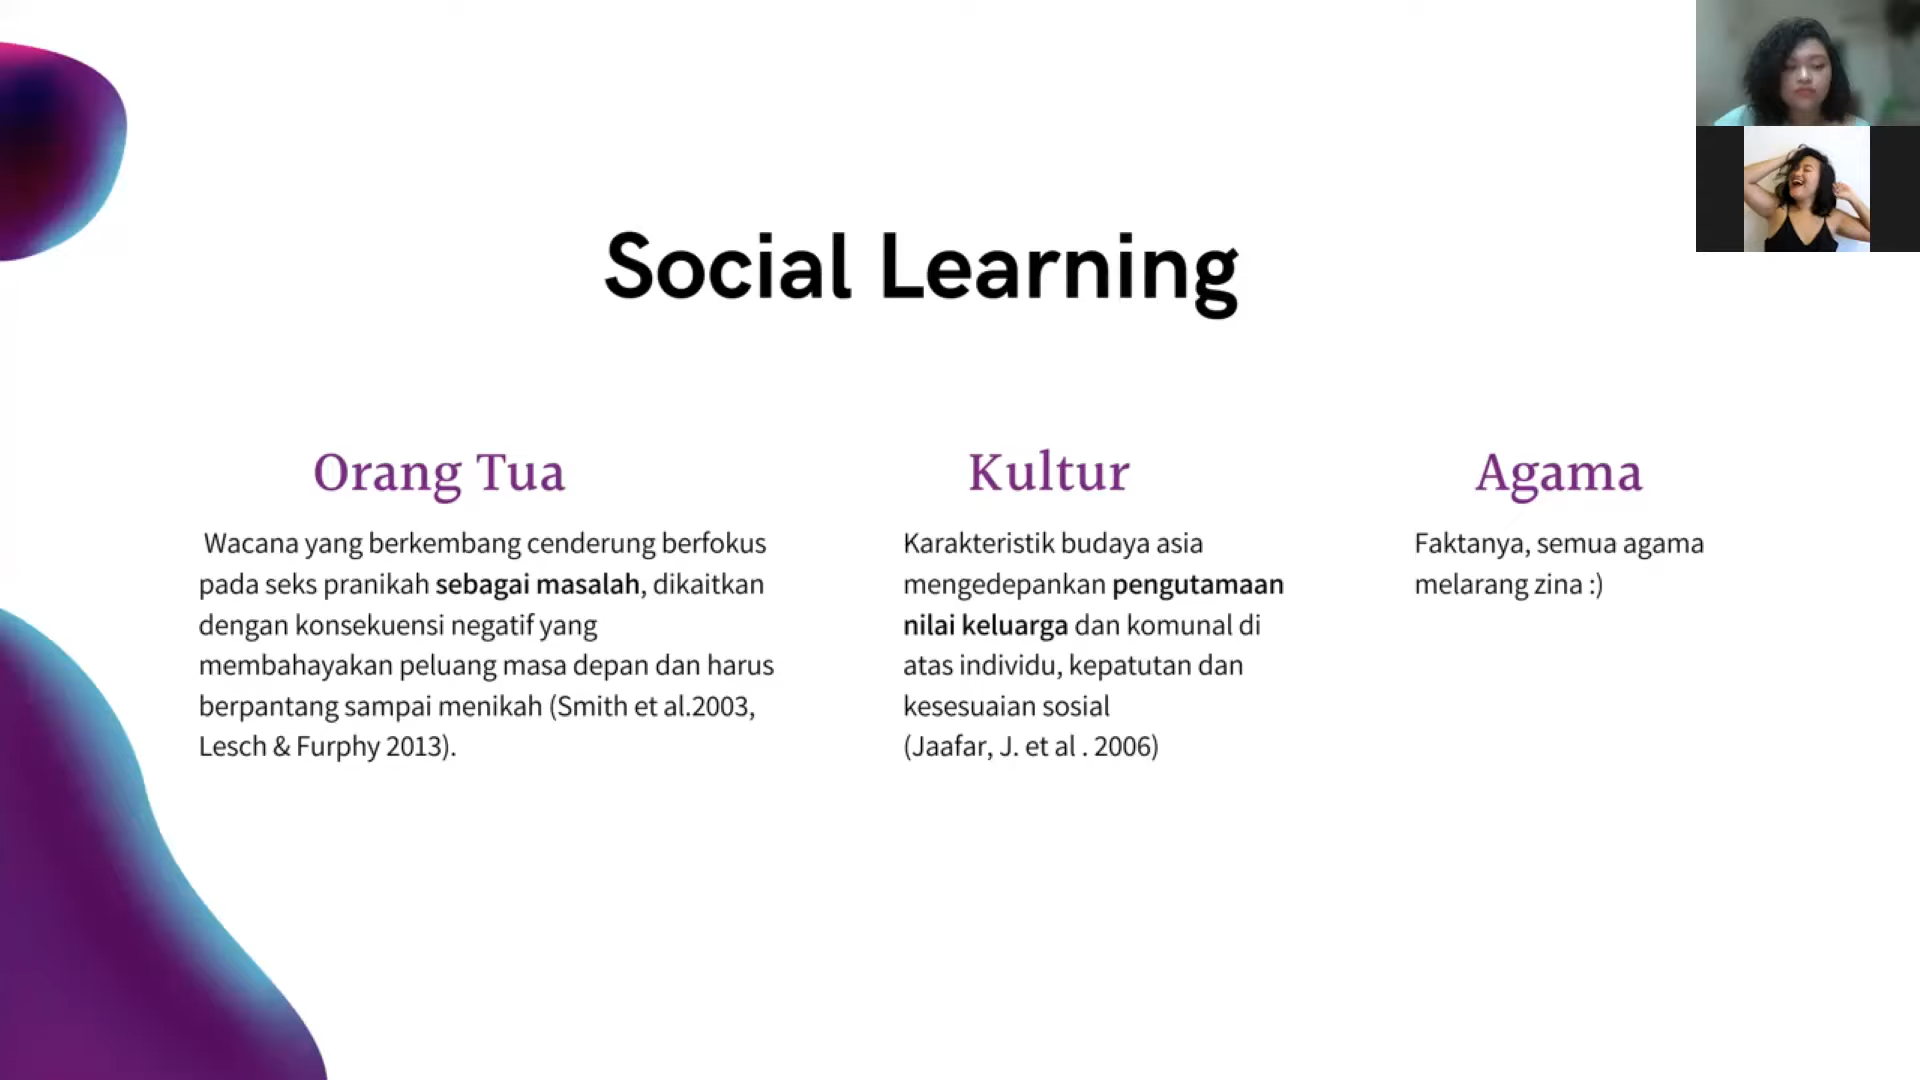 Social Learning
Orang Tua
Wacana yang berkembang cenderung berfokus
pada seks pranikah sebagai masalah, dikaitkan
dengan konsekuensi negatif yang
membahayakan peluang masa depan dan harus
berpantang sampai menikah (Smith et al.2003,
Lesch & Furphy 2013).
Kultur
Karakteristik budaya asia
mengedepankan pengutamaan
nilai keluarga dan komunal di
atas individu, kepatutan dan
kesesuaian sosial
(Jaafar, J. et al . 2006)
Agama
Faktanya, semua agama
melarang zina :)